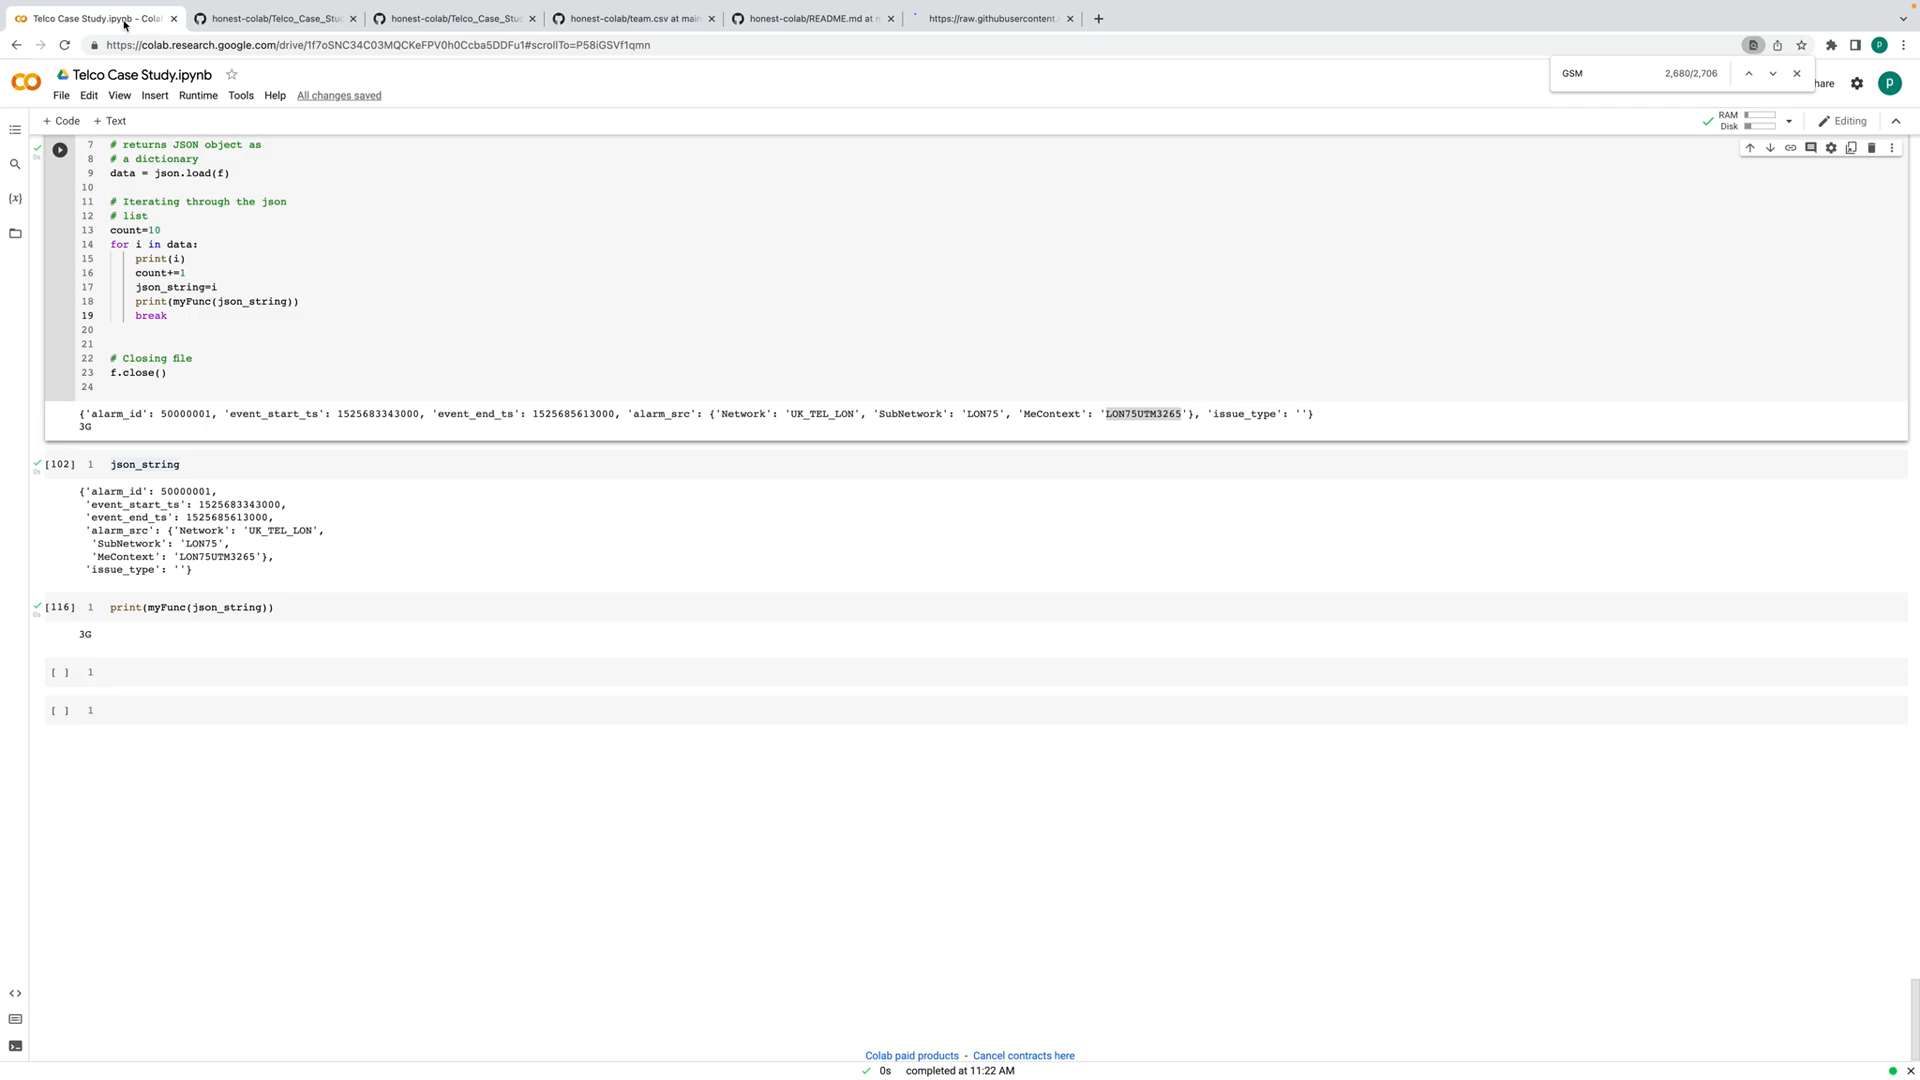 Telco Case Study.ipynb - Colab
honest-colab/Telco_Case_Stu
honest-colab/Telco_Case_Stu
honest-colab/team.csv at main
honest-colab/README.md at m
https://raw.githubusercontent.c
https://colab.research.google.com/drive/1f7oSNC34C03MQCKeFPV0h0Ccba5DDFu1#scrollTo=P58iGSVf1qmn
GSM 2,680/2,706
Telco Case Study.ipynb
File Edit View Insert Runtime Tools Help All changes saved
hare
P
+ Code + Text
RAM
Disk
Editing
7 # returns JSON object as
8 # a dictionary
9 data = json.load(f)
10
11 # Iterating through the json
12 # list
13 count=10
14 for i in data:
15 print(i)
16 count+=1
17 json_string=i
18 print(myFunc(json_string))
19 break
20
21
22 # Closing file
23 f.close()
24
{'alarm_id': 50000001, 'event_start_ts': 1525683343000, 'event_end_ts': 1525685613000, 'alarm_src': {'Network': 'UK_TEL_LON', 'SubNetwork': 'LON75', 'MeContext': 'LON75UTM3265'}, 'issue_type': ''}
3G
[102] 1 json_string
{'alarm_id': 50000001,
'event_start_ts': 1525683343000,
'event_end_ts': 1525685613000,
'alarm_src': {'Network': 'UK_TEL_LON',
'SubNetwork': 'LON75',
'MeContext': 'LON75UTM3265'},
'issue_type': ''}
[116] 1 print(myFunc(json_string))
3G
[ ] 1
[ ] 1
Colab paid products - Cancel contracts here
0s completed at 11:22 AM